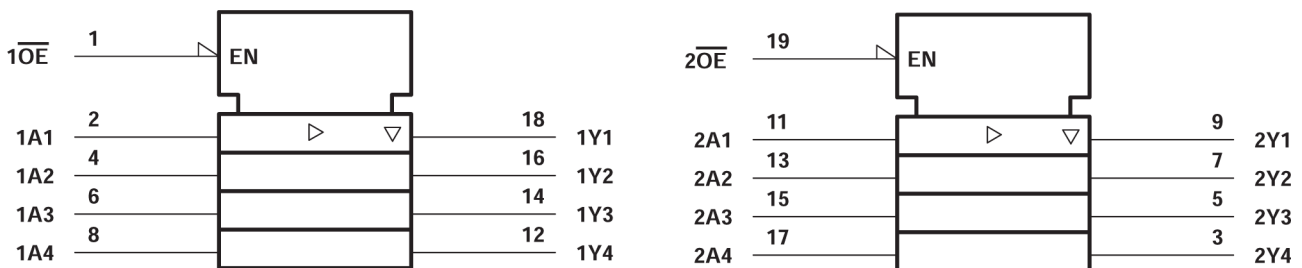 1OE 1 EN
1A1 2 18 1Y1
1A2 4 16 1Y2
1A3 6 14 1Y3
1A4 8 12 1Y4
2OE 19 EN
2A1 11 9 2Y1
2A2 13 7 2Y2
2A3 15 5 2Y3
2A4 17 3 2Y4